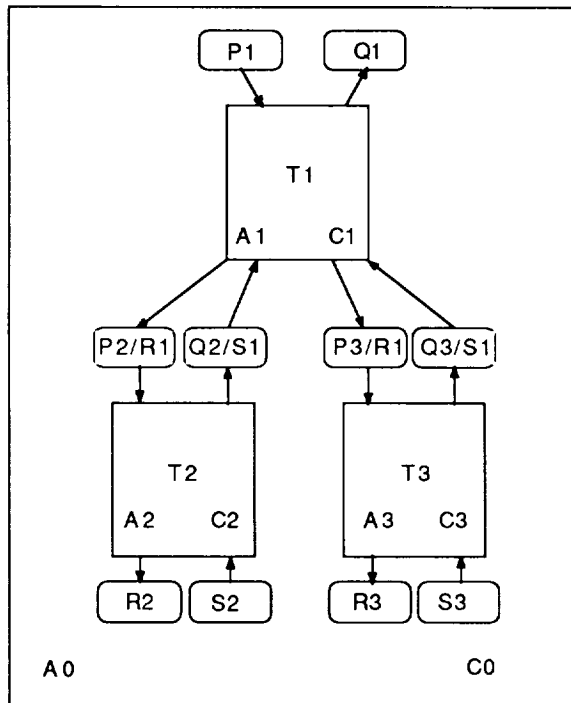 P1 Q1
T1
A1 C1
P2/R1 Q2/S1 P3/R1 Q3/S1
T2 T3
A2 C2 A3 C3
R2 S2 R3 S3
A0 C0